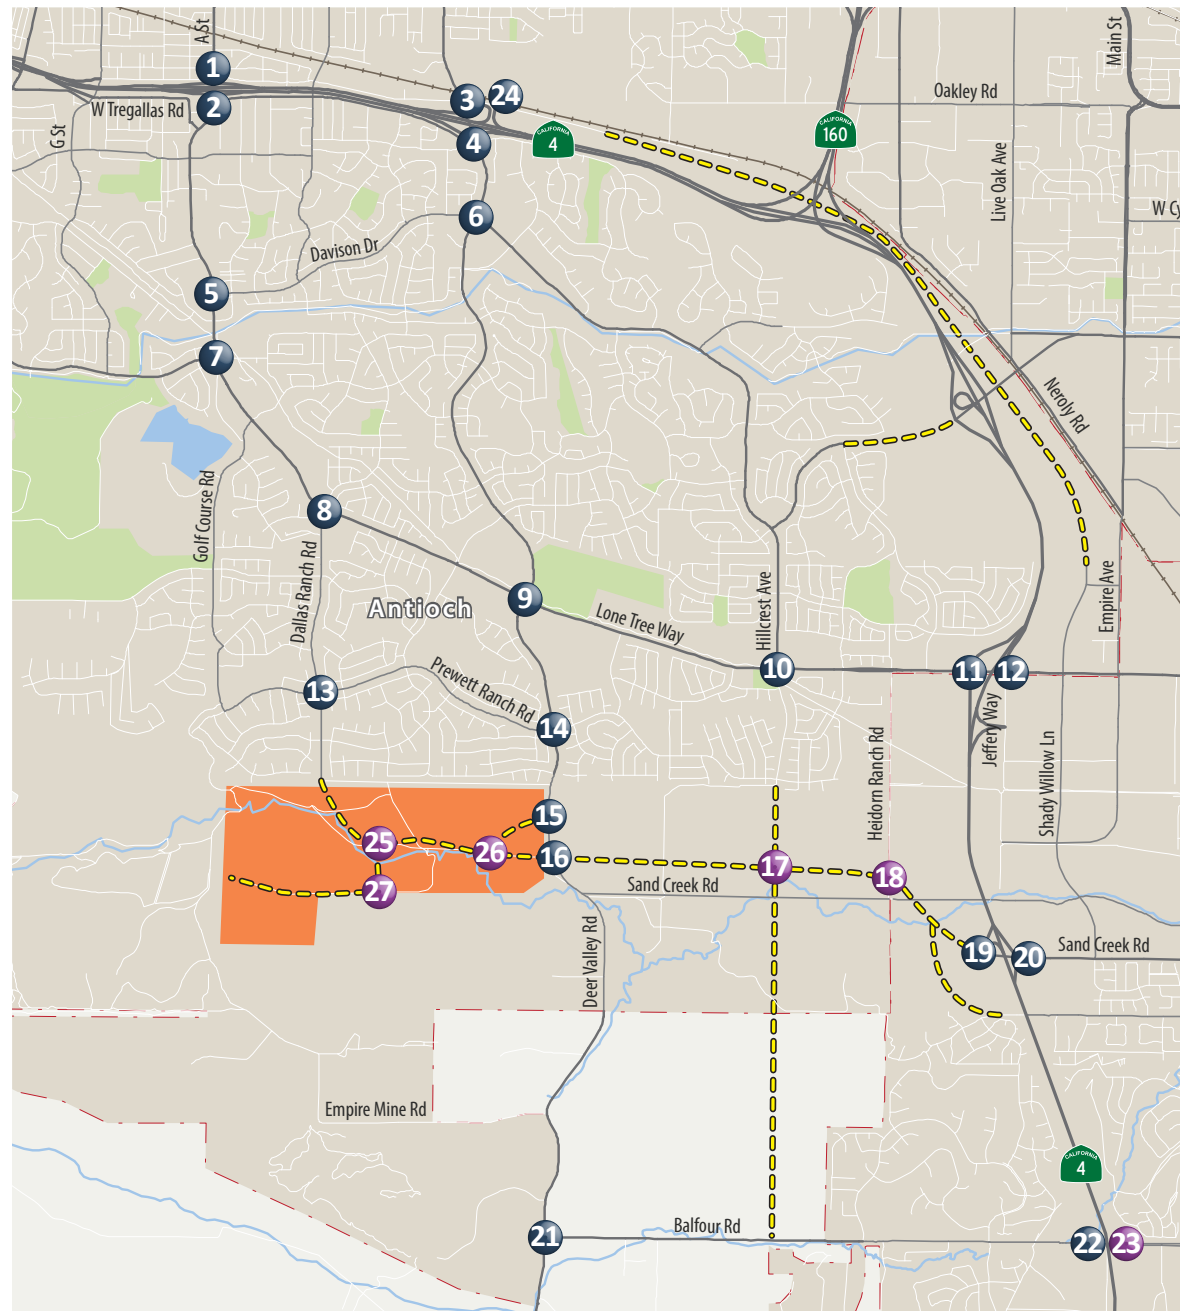 A St
Main St
1
W Tregallas Rd
2
3
24
4
CALIFORNIA
4
CALIFORNIA
160
Oakley Rd
G St
Live Oak Ave
W Cy
6
Davison Dr
5
7
Neroly Rd
Golf Course Rd
8
Dallas Ranch Rd
Antioch
9
Lone Tree Way
Hillcrest Ave
Empire Ave
10
11
12
13
Prewett Ranch Rd
14
Heidorn Ranch Rd
Jeffery Way
Shady Willow Ln
15
25
26
16
17
18
27
Sand Creek Rd
Deer Valley Rd
19
20
Sand Creek Rd
Empire Mine Rd
CALIFORNIA
4
21
Balfour Rd
22
23